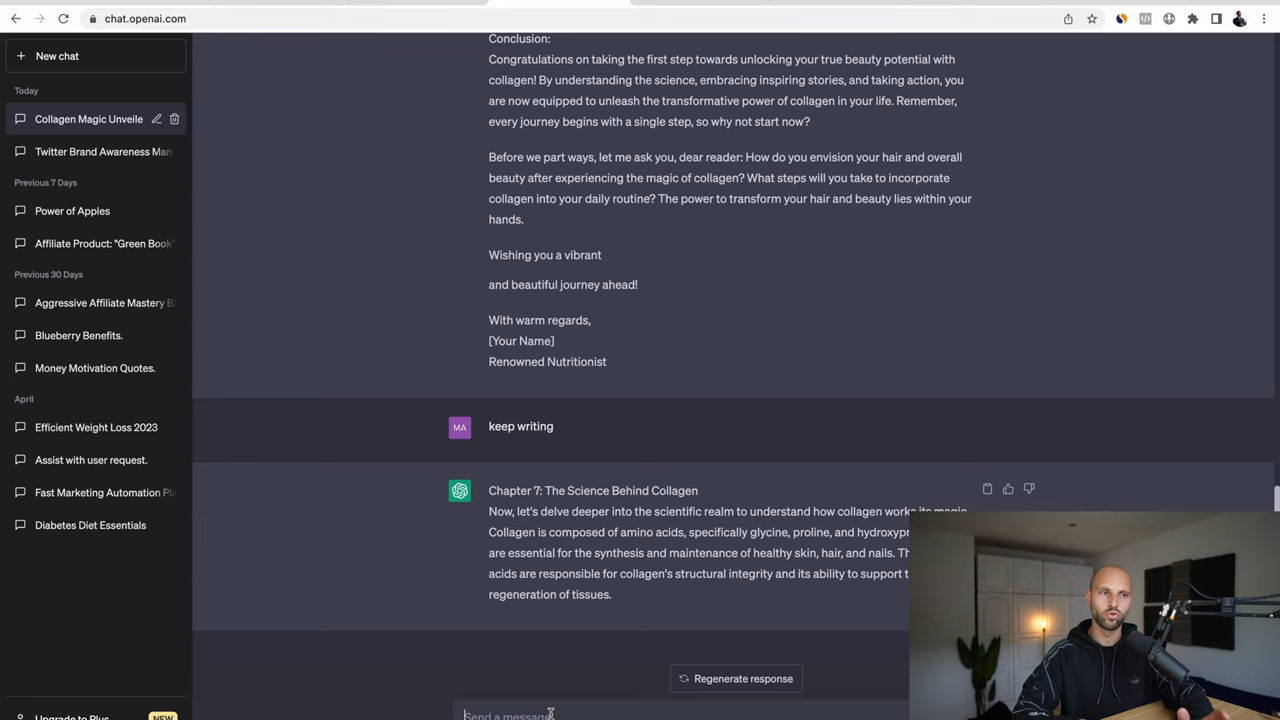 chat.openai.com
New chat
Today
Collagen Magic Unveile
Twitter Brand Awareness Man
Previous 7 Days
Power of Apples
Affiliate Product: "Green Book"
Previous 30 Days
Aggressive Affiliate Mastery B
Blueberry Benefits.
Money Motivation Quotes.
April
Efficient Weight Loss 2023
Assist with user request.
Fast Marketing Automation Pla
Diabetes Diet Essentials
Upgrade to Plus NEW
Conclusion:
Congratulations on taking the first step towards unlocking your true beauty potential with
collagen! By understanding the science, embracing inspiring stories, and taking action, you
are now equipped to unleash the transformative power of collagen in your life. Remember,
every journey begins with a single step, so why not start now?
Before we part ways, let me ask you, dear reader: How do you envision your hair and overall
beauty after experiencing the magic of collagen? What steps will you take to incorporate
collagen into your daily routine? The power to transform your hair and beauty lies within your
hands.
Wishing you a vibrant
and beautiful journey ahead!
With warm regards,
[Your Name]
Renowned Nutritionist
MA keep writing
Chapter 7: The Science Behind Collagen
Now, let's delve deeper into the scientific realm to understand how collagen works its magic.
Collagen is composed of amino acids, specifically glycine, proline, and hydroxypr
are essential for the synthesis and maintenance of healthy skin, hair, and nails. Th
acids are responsible for collagen's structural integrity and its ability to support t
regeneration of tissues.
Regenerate response
Send a message